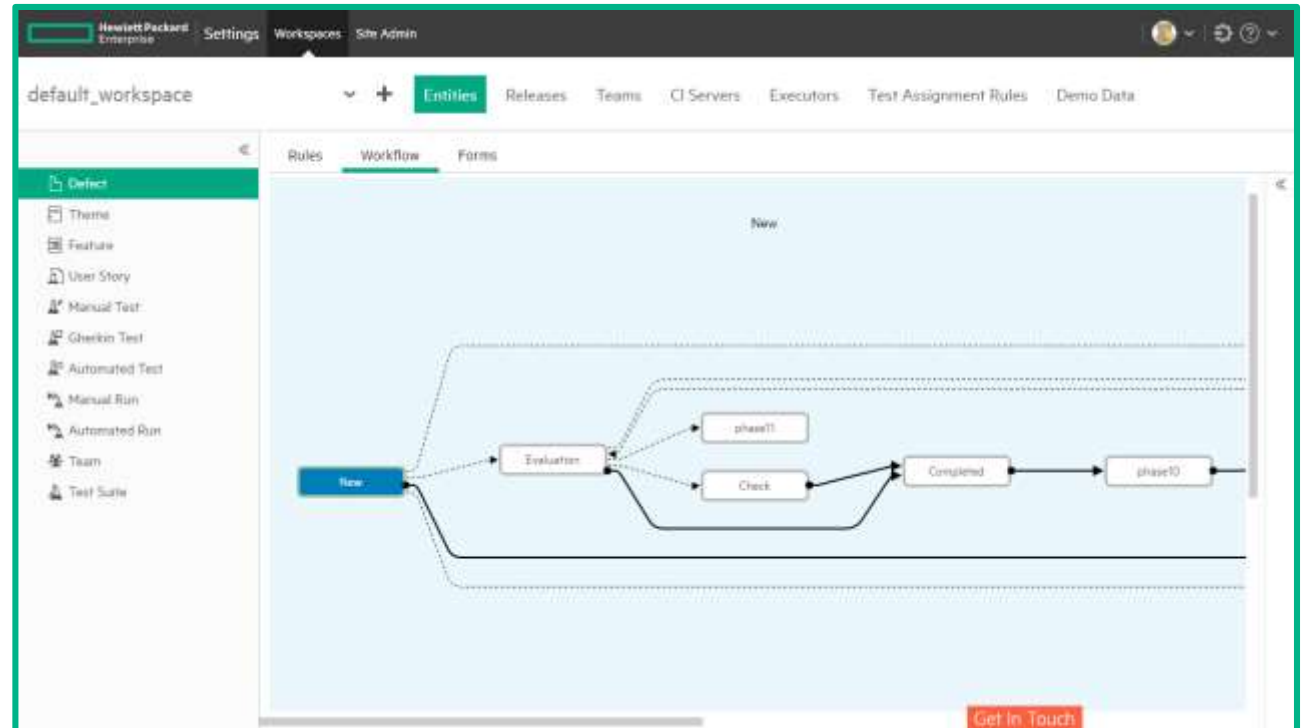 Hewlett Packard
Enterprise
Settings Workspaces Site Admin
default_workspace
Entities Releases Teams CI Servers Executors Test Assignment Rules Demo Data
Rules Workflow Forms
Defect
Theme
Feature
User Story
Manual Test
Gherkin Test
Automated Test
Manual Run
Automated Run
Team
Test Suite
New
phase11
Evaluation
Completed
phase10
New
Check
Get In Touch